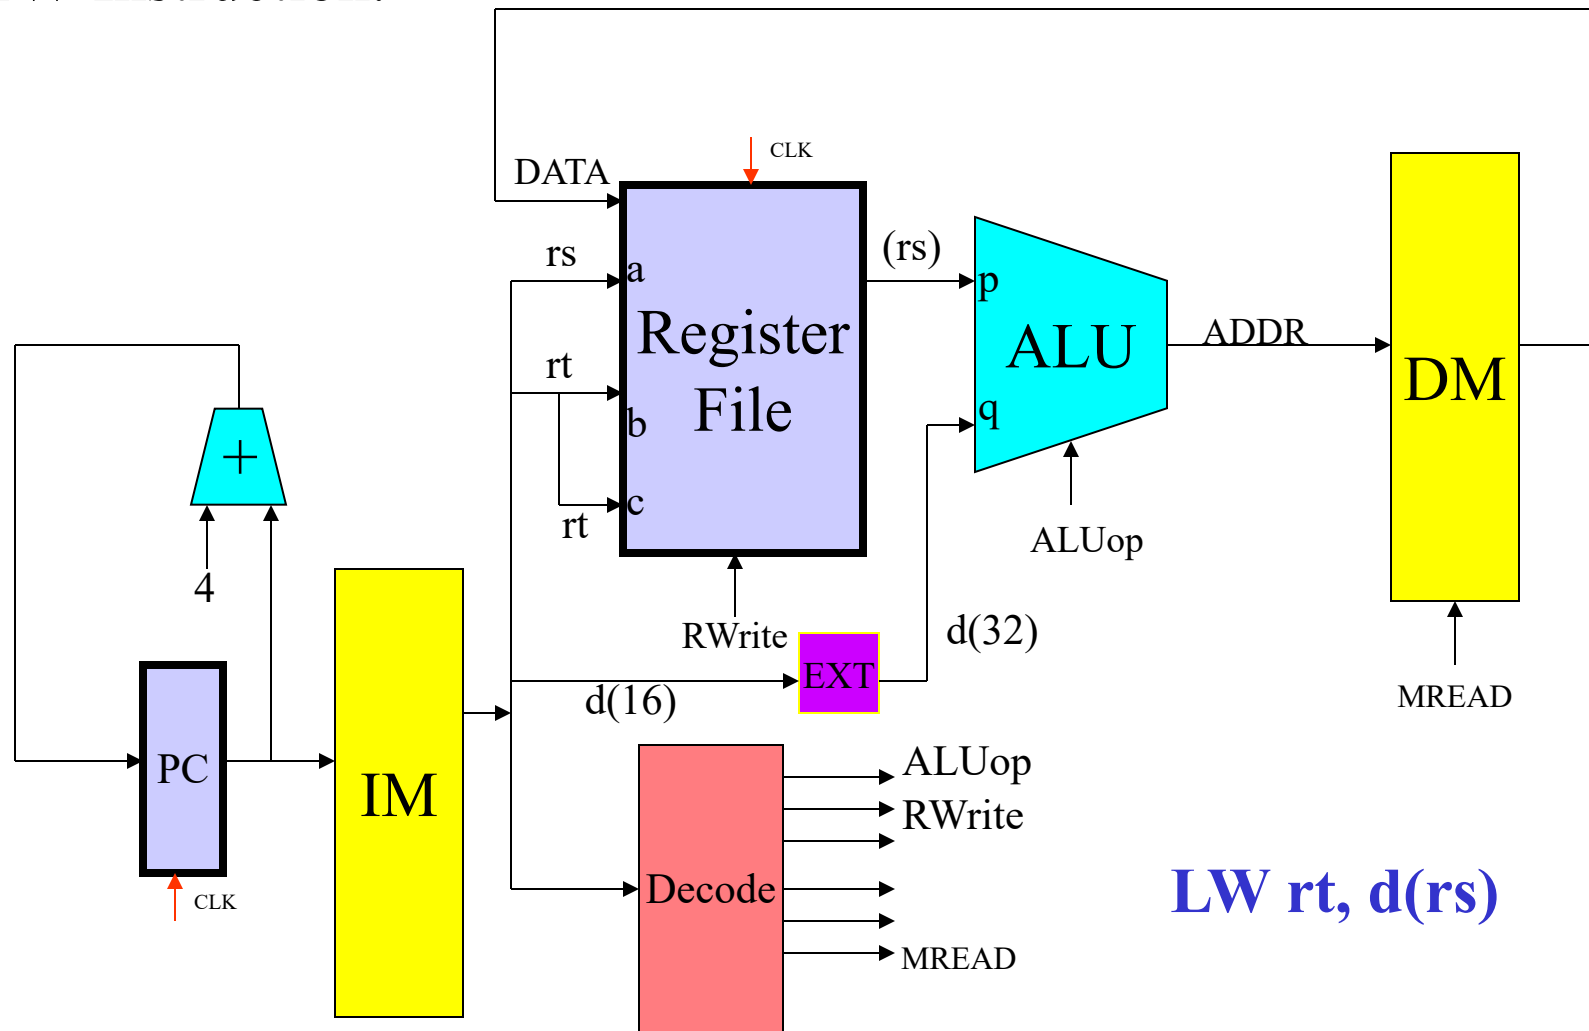 CLK
DATA
rs
(rs)
a
p
Register
File
ALU
ADDR
DM
rt
b
q
c
rt
+
4
ALUop
RWrite
d(32)
EXT
d(16)
MREAD
PC
IM
CLK
Decode
ALUop
RWrite
MREAD
LW rt, d(rs)